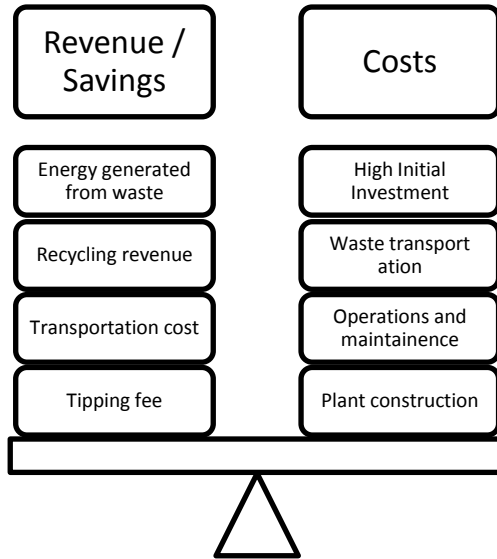 Revenue /
Savings
Costs
Energy generated
from waste
High Initial
Investment
Recycling revenue
Waste transport
ation
Transportation cost
Operations and
maintainence
Tipping fee
Plant construction